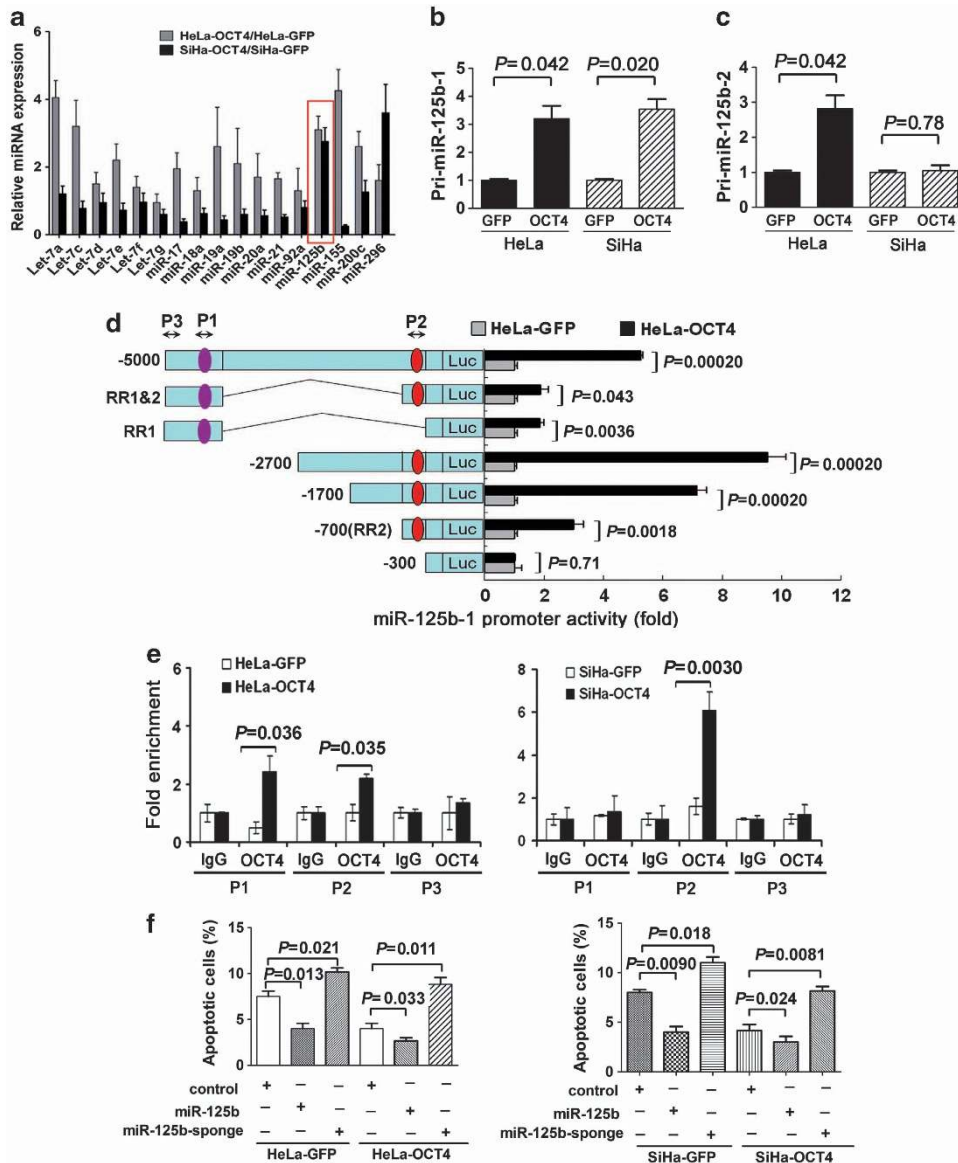 a
HeLa-OCT4/HeLa-GFP
SiHa-OCT4/SiHa-GFP
Relative miRNA expression
6
4
2
0
Let-7a
Let-7c
Let-7d
Let-7e
Let-7f
Let-7g
miR-17
miR-18a
miR-19a
miR-19b
miR-20a
miR-21
miR-92a
miR-125b
miR-155
miR-200c
miR-296
b
P=0.042
P=0.020
Pri-miR-125b-1
5
4
3
2
1
0
GFP OCT4 GFP OCT4
HeLa SiHa
c
P=0.042
P=0.78
Pri-miR-125b-2
4
3
2
1
0
GFP OCT4 GFP OCT4
HeLa SiHa
d
P3 P1 P2
HeLa-GFP HeLa-OCT4
-5000 Luc P=0.00020
RR1&2 Luc P=0.043
RR1 Luc P=0.0036
-2700 Luc P=0.00020
-1700 Luc P=0.00020
-700(RR2) Luc P=0.0018
-300 Luc P=0.71
0 2 4 6 8 10 12
miR-125b-1 promoter activity (fold)
e
HeLa-GFP
HeLa-OCT4
P=0.036
P=0.035
Fold enrichment
6
4
2
0
IgG OCT4 IgG OCT4 IgG OCT4
P1 P2 P3
SiHa-GFP
SiHa-OCT4
P=0.0030
8
6
4
2
0
IgG OCT4 IgG OCT4 IgG OCT4
P1 P2 P3
f
Apoptotic cells (%)
15
10
5
0
P=0.021
P=0.013
P=0.011
P=0.033
control + – – + – –
miR-125b – + – – + –
miR-125b-sponge – – + – – +
HeLa-GFP HeLa-OCT4
Apoptotic cells (%)
15
10
5
0
P=0.018
P=0.0090
P=0.0081
P=0.024
control + – – + – –
miR-125b – + – – + –
miR-125b-sponge – – + – – +
SiHa-GFP SiHa-OCT4